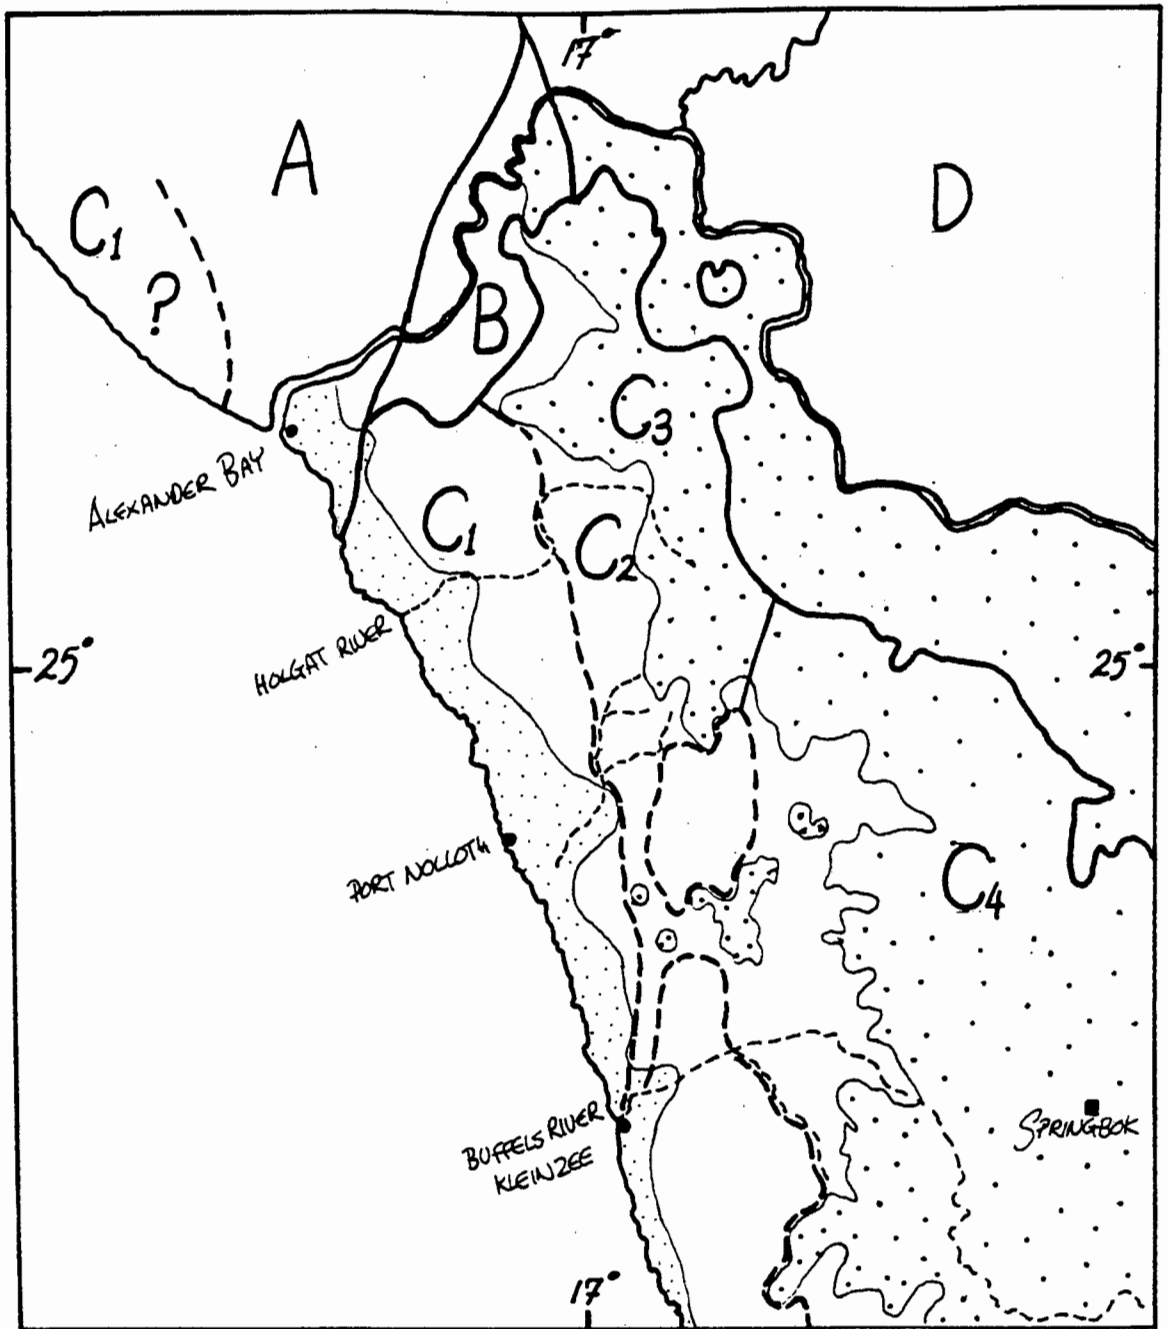 17°
A
D
C₁
?
B
C₃
ALEXANDER BAY
C₁
C₂
HOLGAT RIVER
25°
25°
PORT NOLLOTH
C₄
SPRINGBOK
BUFFELS RIVER
KLEINZEE
17°